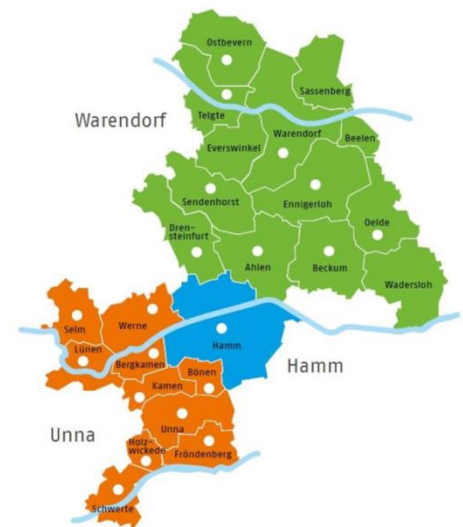 Ostbevern
Sassenberg
Telgte
Warendorf
Warendorf
Beelen
Everswinkel
Sendenhorst
Ennigerloh
Oelde
Dren-
steinfurt
Ahlen
Beckum
Wadersloh
Selm
Werne
Lünen
Bergkamen
Hamm
Hamm
Bönen
Kamen
Unna
Unna
Holz-
wickede
Fröndenberg
Schwerte